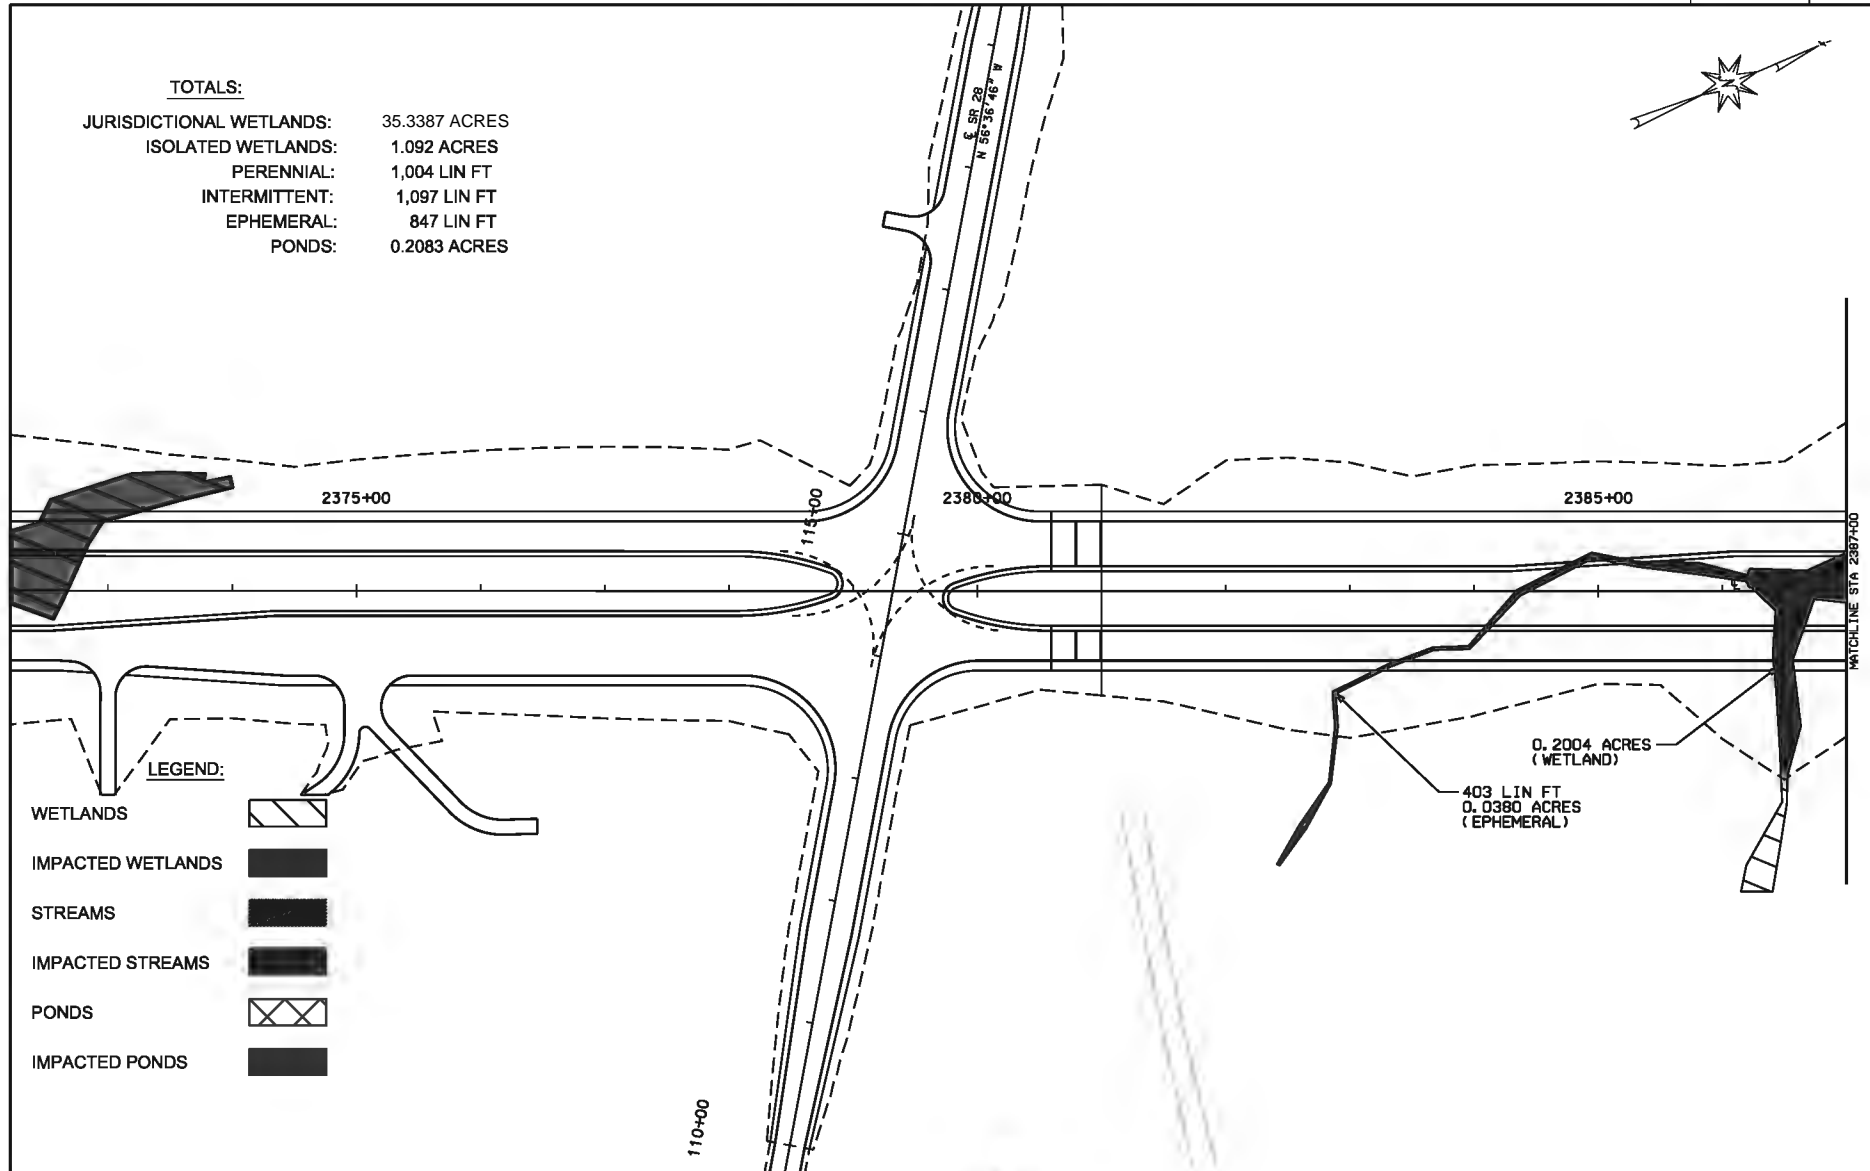 TOTALS:
JURISDICTIONAL WETLANDS: 35.3387 ACRES
ISOLATED WETLANDS: 1.092 ACRES
PERENNIAL: 1,004 LIN FT
INTERMITTENT: 1,097 LIN FT
EPHEMERAL: 847 LIN FT
PONDS: 0.2083 ACRES
℄ SR 28
N 56°36'46" W
2375+00
115+00
2380+00
2385+00
MATCHLINE STA 2387+00
0.2004 ACRES
(WETLAND)
403 LIN FT
0.0380 ACRES
(EPHEMERAL)
LEGEND:
WETLANDS
IMPACTED WETLANDS
STREAMS
IMPACTED STREAMS
PONDS
IMPACTED PONDS
110+00